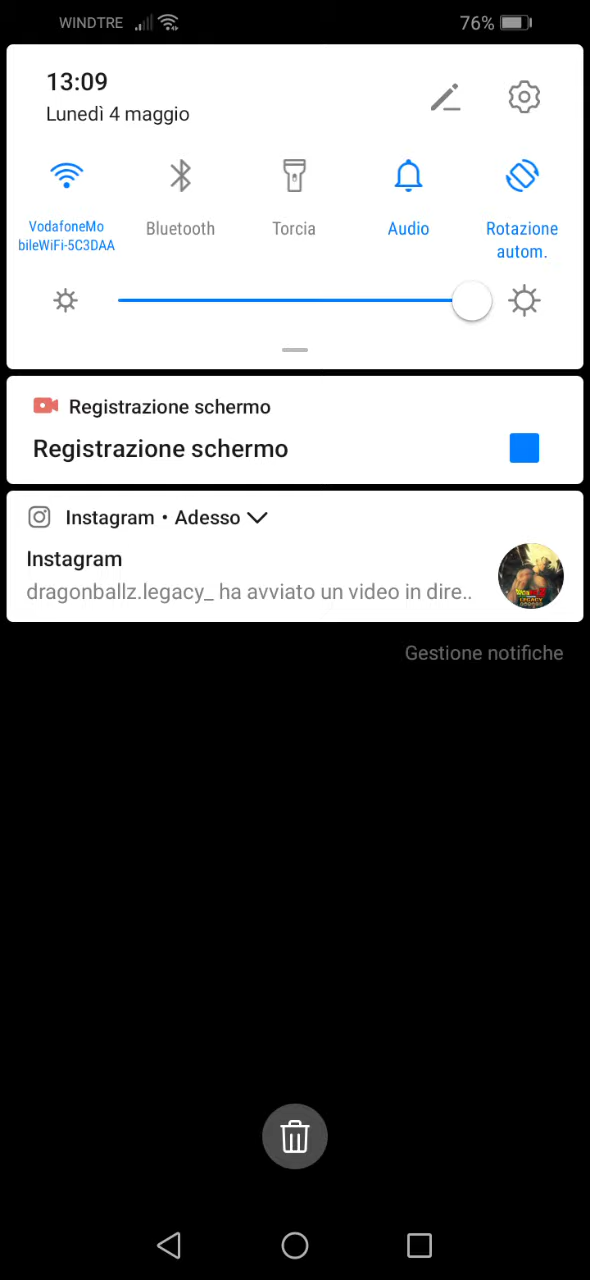 WINDTRE
76%
13:09
Lunedì 4 maggio
VodafoneMo
bileWiFi-5C3DAA
Bluetooth
Torcia
Audio
Rotazione
autom.
Registrazione schermo
Registrazione schermo
Instagram • Adesso
Instagram
dragonballz.legacy_ ha avviato un video in dire..
Gestione notifiche